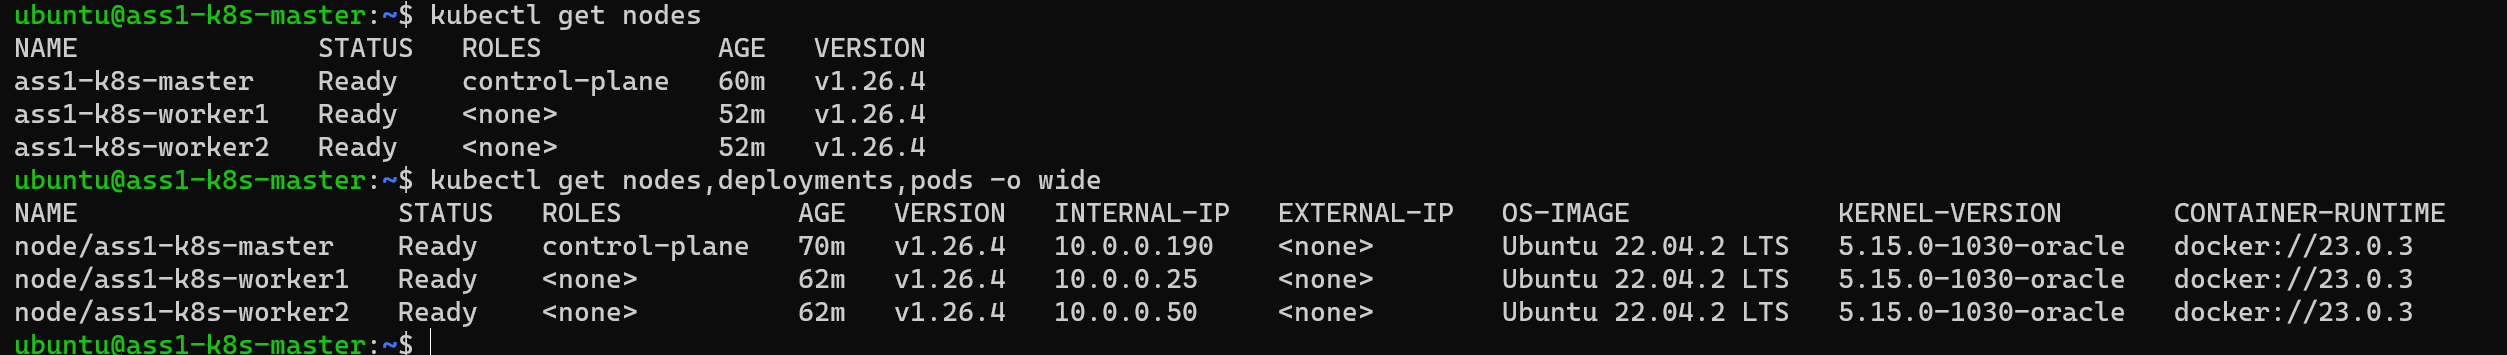 ubuntu@ass1-k8s-master:~$ kubectl get nodes
NAME STATUS ROLES AGE VERSION
ass1-k8s-master Ready control-plane 60m v1.26.4
ass1-k8s-worker1 Ready <none> 52m v1.26.4
ass1-k8s-worker2 Ready <none> 52m v1.26.4
ubuntu@ass1-k8s-master:~$ kubectl get nodes,deployments,pods -o wide
NAME STATUS ROLES AGE VERSION INTERNAL-IP EXTERNAL-IP OS-IMAGE KERNEL-VERSION CONTAINER-RUNTIME
node/ass1-k8s-master Ready control-plane 70m v1.26.4 10.0.0.190 <none> Ubuntu 22.04.2 LTS 5.15.0-1030-oracle docker://23.0.3
node/ass1-k8s-worker1 Ready <none> 62m v1.26.4 10.0.0.25 <none> Ubuntu 22.04.2 LTS 5.15.0-1030-oracle docker://23.0.3
node/ass1-k8s-worker2 Ready <none> 62m v1.26.4 10.0.0.50 <none> Ubuntu 22.04.2 LTS 5.15.0-1030-oracle docker://23.0.3
ubuntu@ass1-k8s-master:~$